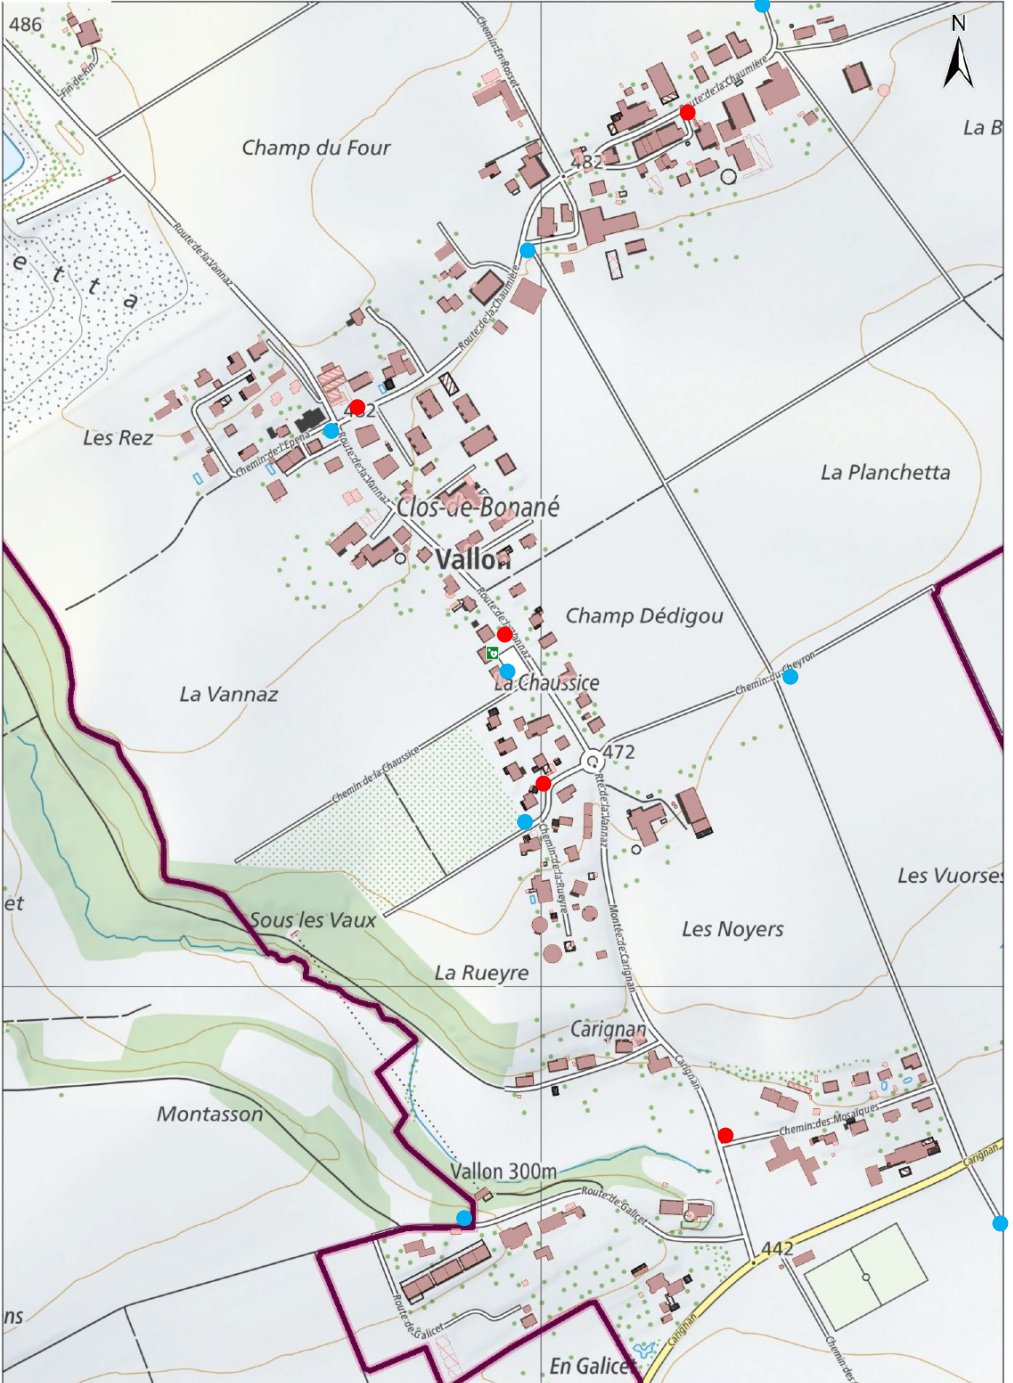 486
N
Fin-de-Rin
Chemin-En-Rosset
Route-de-la-Chaumière
Champ du Four
La B
482
Route-de-la-Vannaz
e t t a
Route-de-la-Chaumière
482
Les Rez
Chemin-de-l'Epena
Route-de-la-Vannaz
La Planchetta
Clos-de-Bonané
Vallon
Route-de-la-Vannaz
Champ Dédigou
Chemin-du-Cheyron
La Vannaz
La Chaussice
472
Chemin-de-la-Chaussice
Rte-de-la-Vannaz
Chemin-de-la-Rueyre
Les Vuorses
et
Sous les Vaux
Les Noyers
Montée-de-Carignan
La Rueyre
Carignan
Carignan
Montasson
Chemin-des-Mosaïques
Carignan
Vallon 300m
Route-de-Galicet
442
ns
Route-de-Galicet
Carignan
Chemin-des-
En Galicet